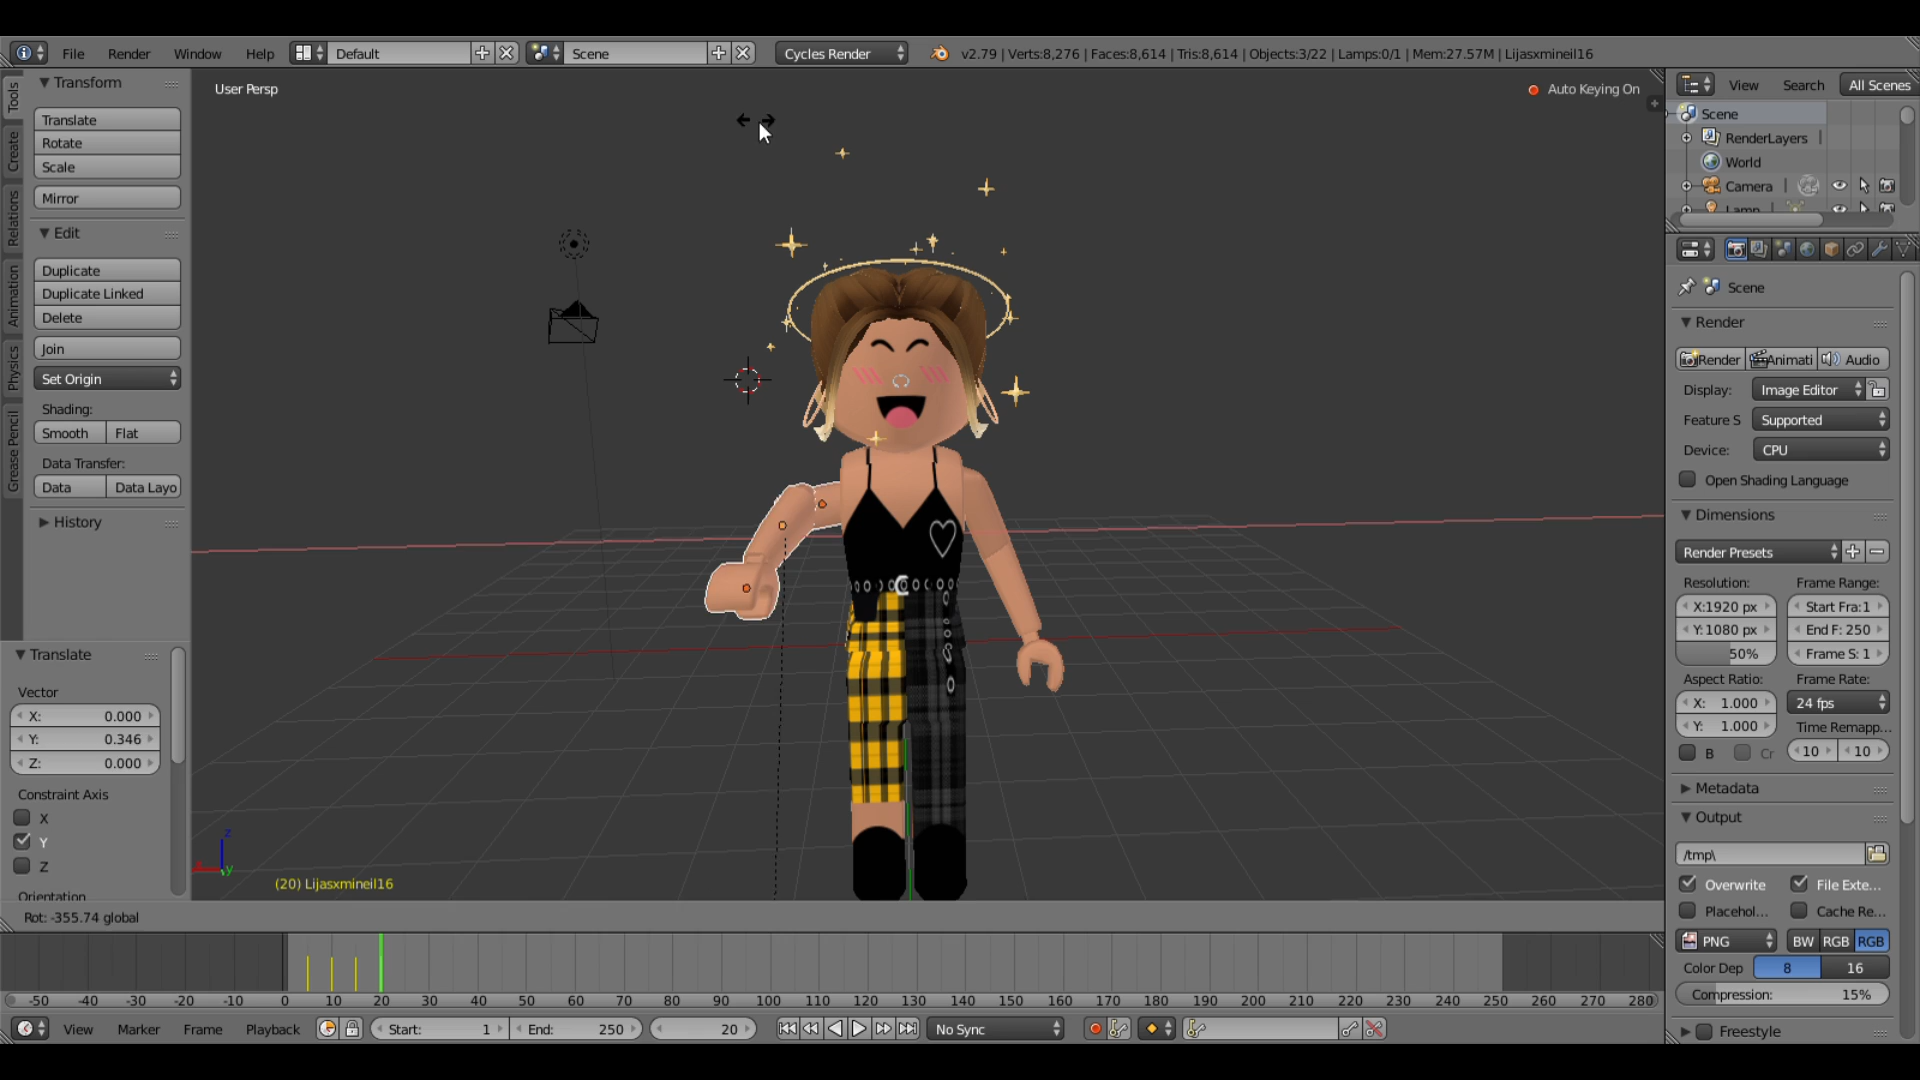 File Render Window Help Default Scene Cycles Render v2.79 | Verts:8,276 | Faces:8,614 | Tris:8,614 | Objects:3/22 | Lamps:0/1 | Mem:27.57M | Lijasxmineil16
Tools
Create
Relations
Animation
Physics
Grease Pencil
Transform
Translate
Rotate
Scale
Mirror
Edit
Duplicate
Duplicate Linked
Delete
Join
Set Origin
Shading:
Smooth Flat
Data Transfer:
Data Data Layo
History
Translate
Vector
X: 0.000
Y: 0.346
Z: 0.000
Constraint Axis
X
Y
Z
Orientation
User Persp
Auto Keying On
z
y
(20) Lijasxmineil16
Rot: -355.74 global
View Search All Scenes
Scene
RenderLayers
World
Camera
Lamp
Scene
Render
Render Animati Audio
Display: Image Editor
Feature S Supported
Device: CPU
Open Shading Language
Dimensions
Render Presets
Resolution: Frame Range:
X:1920 px Start Fra:1
Y: 1080 px End F: 250
50% Frame S: 1
Aspect Ratio: Frame Rate:
X: 1.000 24 fps
Y: 1.000 Time Remapp...
B Cr 10 10
Metadata
Output
/tmp\
Overwrite File Exte...
Placehol... Cache Re...
PNG BW RGB RGB
Color Dep 8 16
Compression: 15%
Freestyle
-50 -40 -30 -20 -10 0 10 20 30 40 50 60 70 80 90 100 110 120 130 140 150 160 170 180 190 200 210 220 230 240 250 260 270 280
View Marker Frame Playback Start: 1 End: 250 20 No Sync